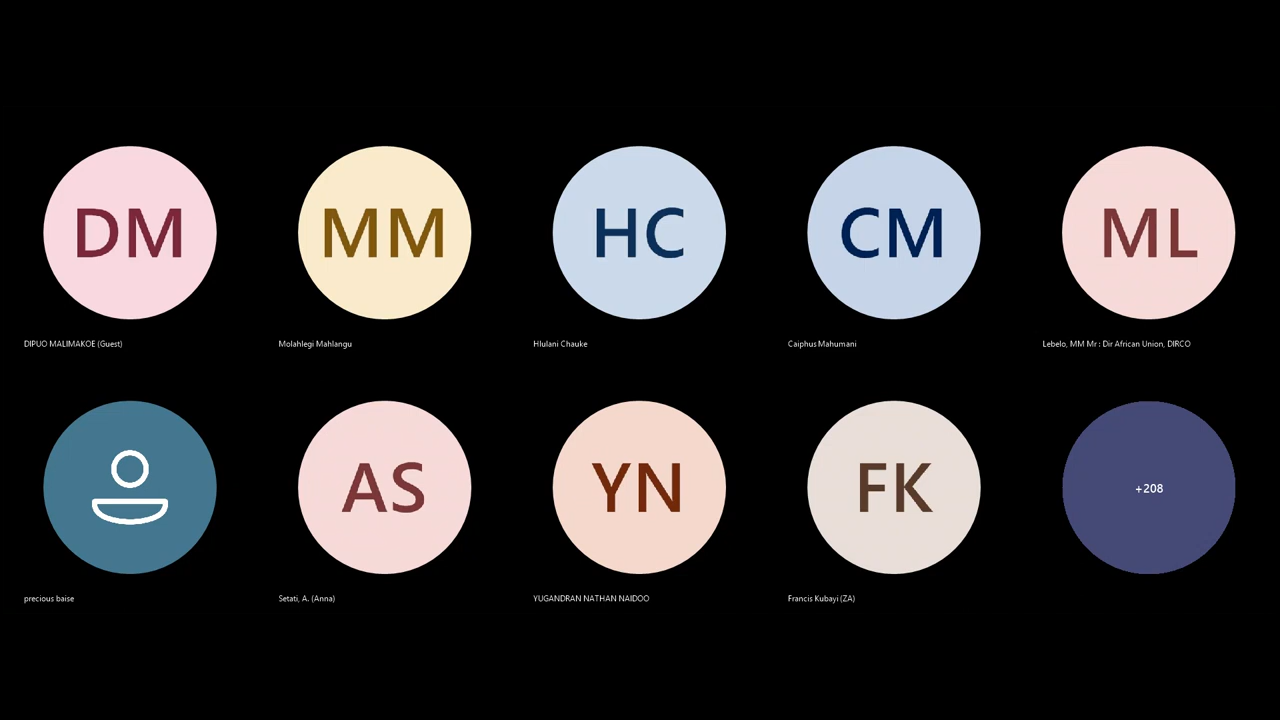 DM
MM
HC
CM
ML
DIPUO MALIMAKOE (Guest)
Molahlegi Mahlangu
Hlulani Chauke
Caiphus Mahumani
Lebelo, MM Mr : Dir African Union, DIRCO
AS
YN
FK
+208
precious baise
Setati, A. (Anna)
YUGANDRAN NATHAN NAIDOO
Francis Kubayi (ZA)